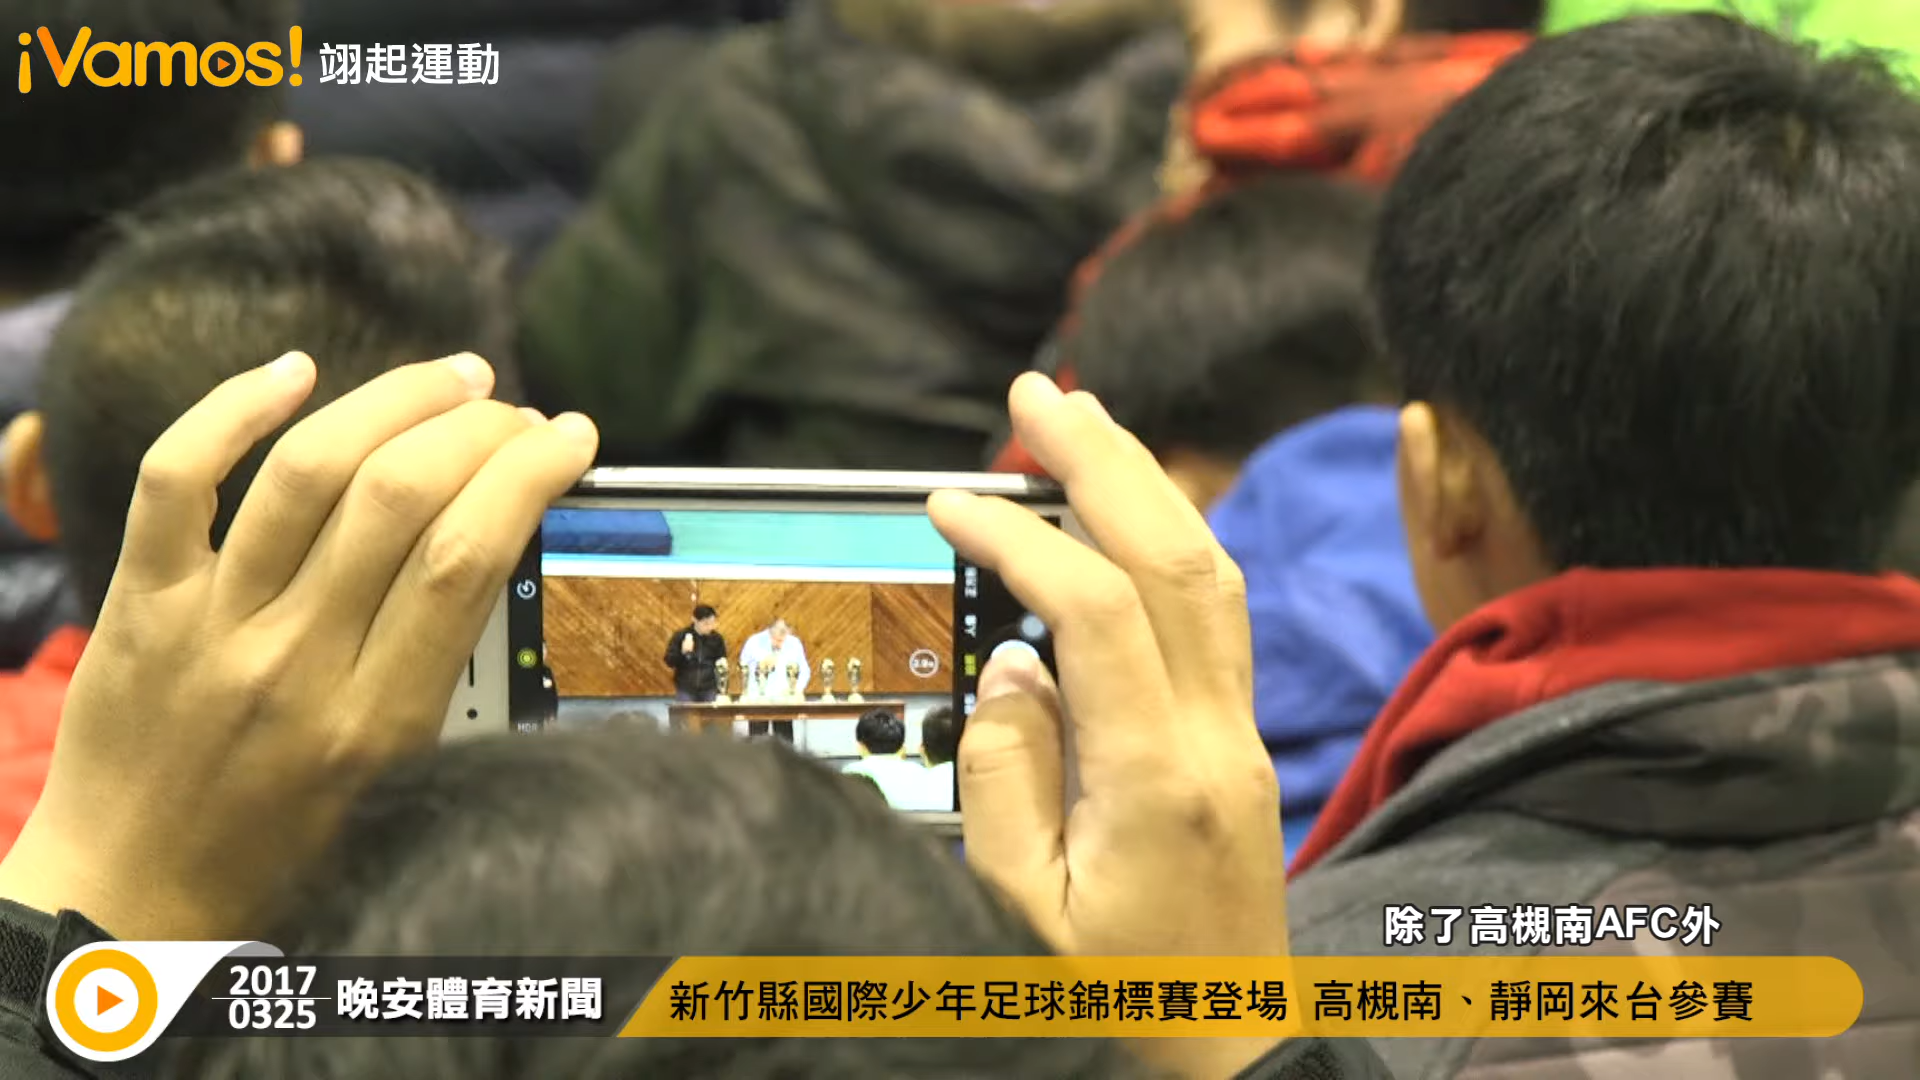 ¡Vamos! 翊起運動
除了高槻南AFC外
2017
0325
晚安體育新聞
新竹縣國際少年足球錦標賽登場 高槻南、靜岡來台參賽
HDR